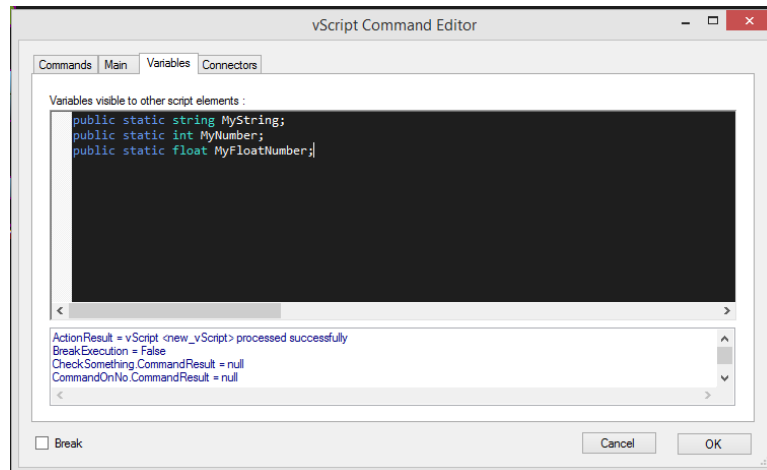 vScript Command Editor
Commands Main Variables Connectors
Variables visible to other script elements :
public static string MyString;
public static int MyNumber;
public static float MyFloatNumber;
ActionResult = vScript <new_vScript> processed successfully
BreakExecution = False
CheckSomething.CommandResult = null
CommandOnNo.CommandResult = null
Break Cancel OK